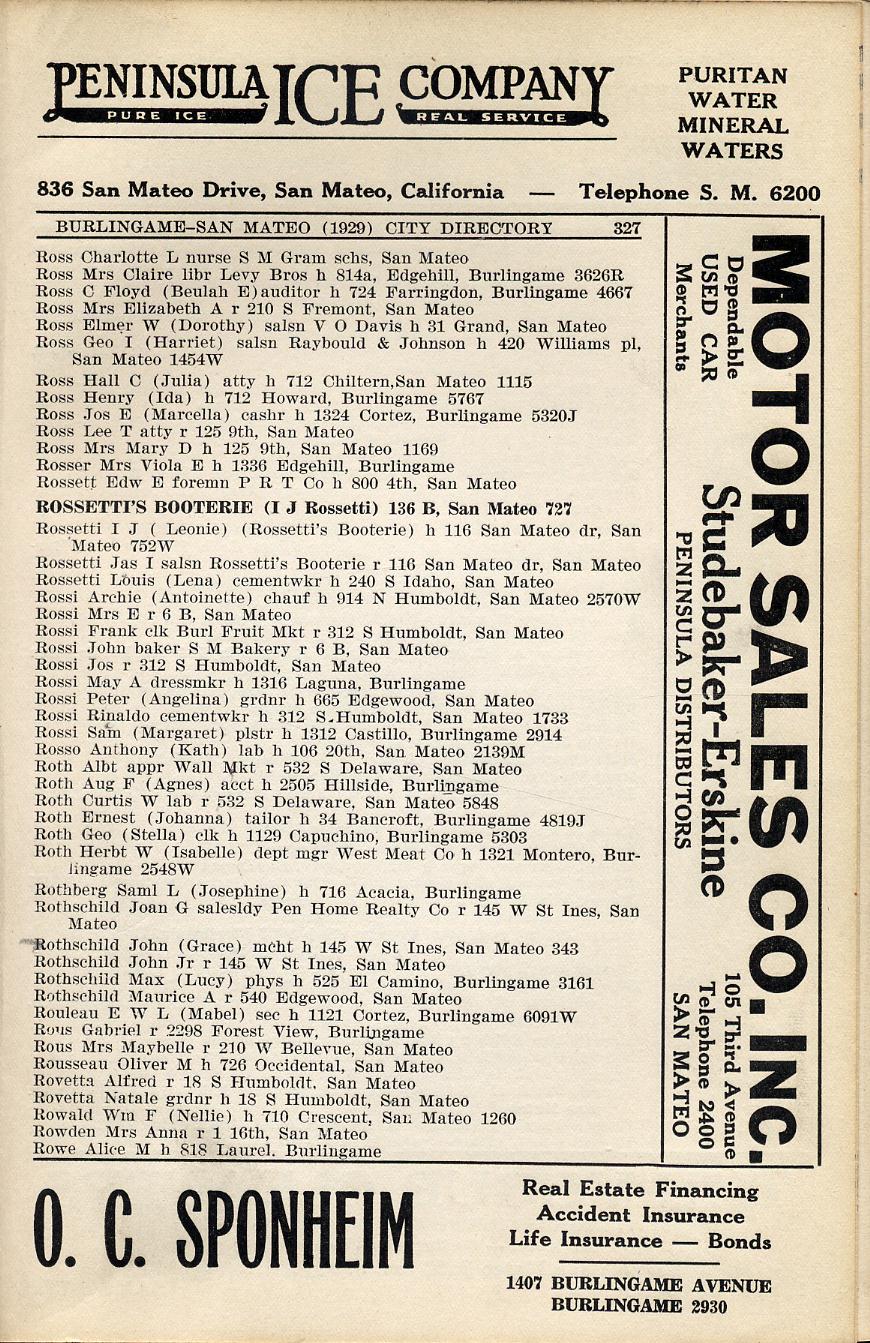 PENINSULA ICE COMPANY
PURE ICE REAL SERVICE
PURITAN
WATER
MINERAL
WATERS
836 San Mateo Drive, San Mateo, California — Telephone S. M. 6200
BURLINGAME–SAN MATEO (1929) CITY DIRECTORY 327
Ross Charlotte L nurse S M Gram schs, San Mateo
Ross Mrs Claire libr Levy Bros h 814a, Edgehill, Burlingame 3626R
Ross C Floyd (Beulah E)auditor h 724 Farringdon, Burlingame 4667
Ross Mrs Elizabeth A r 210 S Fremont, San Mateo
Ross Elmer W (Dorothy) salsn V O Davis h 31 Grand, San Mateo
Ross Geo I (Harriet) salsn Raybould & Johnson h 420 Williams pl,
San Mateo 1454W
Ross Hall C (Julia) atty h 712 Chiltern,San Mateo 1115
Ross Henry (Ida) h 712 Howard, Burlingame 5767
Ross Jos E (Marcella) cashr h 1324 Cortez, Burlingame 5320J
Ross Lee T atty r 125 9th, San Mateo
Ross Mrs Mary D h 125 9th, San Mateo 1169
Rosser Mrs Viola E h 1336 Edgehill, Burlingame
Rossett Edw E foremn P R T Co h 800 4th, San Mateo
ROSSETTI'S BOOTERIE (I J Rossetti) 136 B, San Mateo 727
Rossetti I J ( Leonie) (Rossetti's Booterie) h 116 San Mateo dr, San
Mateo 752W
Rossetti Jas I salsn Rossetti's Booterie r 116 San Mateo dr, San Mateo
Rossetti Louis (Lena) cementwkr h 240 S Idaho, San Mateo
Rossi Archie (Antoinette) chauf h 914 N Humboldt, San Mateo 2570W
Rossi Mrs E r 6 B, San Mateo
Rossi Frank clk Burl Fruit Mkt r 312 S Humboldt, San Mateo
Rossi John baker S M Bakery r 6 B, San Mateo
Rossi Jos r 312 S Humboldt, San Mateo
Rossi May A dressmkr h 1316 Laguna, Burlingame
Rossi Peter (Angelina) grdnr h 665 Edgewood, San Mateo
Rossi Rinaldo cementwkr h 312 S.Humboldt, San Mateo 1733
Rossi Sam (Margaret) plstr h 1312 Castillo, Burlingame 2914
Rosso Anthony (Kath) lab h 106 20th, San Mateo 2139M
Roth Albt appr Wall Mkt r 532 S Delaware, San Mateo
Roth Aug F (Agnes) acct h 2505 Hillside, Burlingame
Roth Curtis W lab r 532 S Delaware, San Mateo 5848
Roth Ernest (Johanna) tailor h 34 Bancroft, Burlingame 4819J
Roth Geo (Stella) clk h 1129 Capuchino, Burlingame 5303
Roth Herbt W (Isabelle) dept mgr West Meat Co h 1321 Montero, Bur-
lingame 2548W
Rothberg Saml L (Josephine) h 716 Acacia, Burlingame
Rothschild Joan G salesldy Pen Home Realty Co r 145 W St Ines, San
Mateo
Rothschild John (Grace) mcht h 145 W St Ines, San Mateo 343
Rothschild John Jr r 145 W St Ines, San Mateo
Rothschild Max (Lucy) phys h 525 El Camino, Burlingame 3161
Rothschild Maurice A r 540 Edgewood, San Mateo
Rouleau E W L (Mabel) sec h 1121 Cortez, Burlingame 6091W
Rous Gabriel r 2298 Forest View, Burlingame
Rous Mrs Maybelle r 210 W Bellevue, San Mateo
Rousseau Oliver M h 726 Occidental, San Mateo
Rovetta Alfred r 18 S Humboldt, San Mateo
Rovetta Natale grdnr h 18 S Humboldt, San Mateo
Rowald Wm F (Nellie) h 710 Crescent, San Mateo 1260
Rowden Mrs Anna r 1 16th, San Mateo
Rowe Alice M h 818 Laurel. Burlingame
MOTOR SALES CO. INC.
Dependable
USED CAR
Merchants
Studebaker-Erskine
PENINSULA DISTRIBUTORS
105 Third Avenue
Telephone 2400
SAN MATEO
O. C. SPONHEIM
Real Estate Financing
Accident Insurance
Life Insurance — Bonds
1407 BURLINGAME AVENUE
BURLINGAME 2930